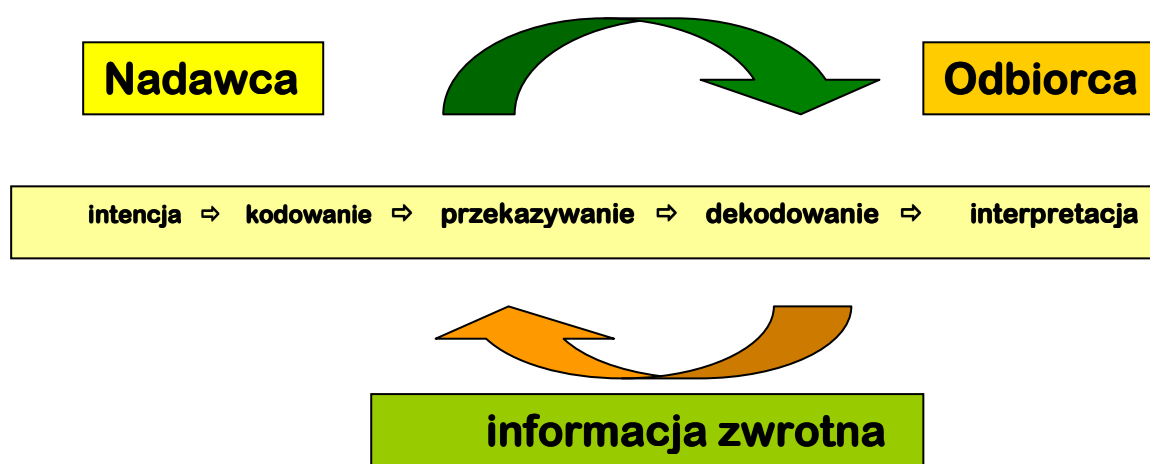 Nadawca Odbiorca
intencja ⇨ kodowanie ⇨ przekazywanie ⇨ dekodowanie ⇨ interpretacja
informacja zwrotna